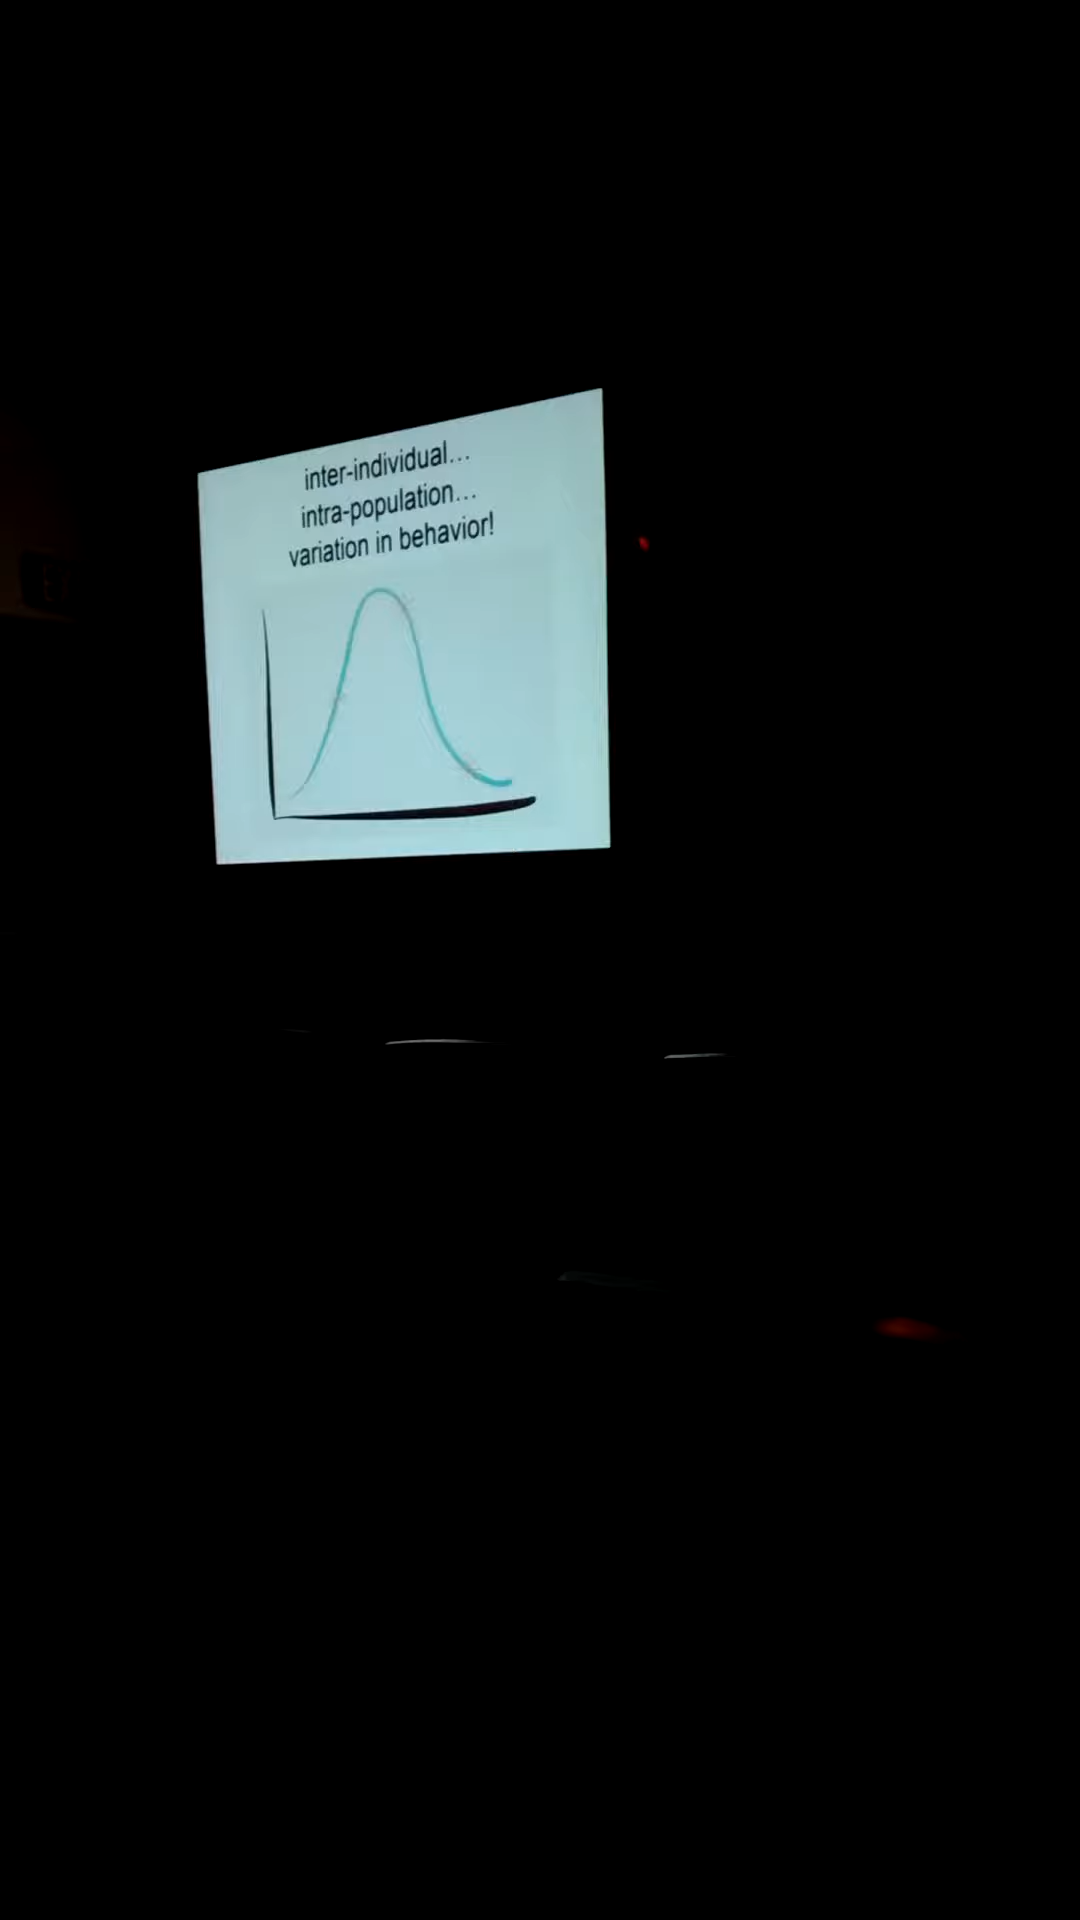 inter-individual…
intra-population…
variation in behavior!